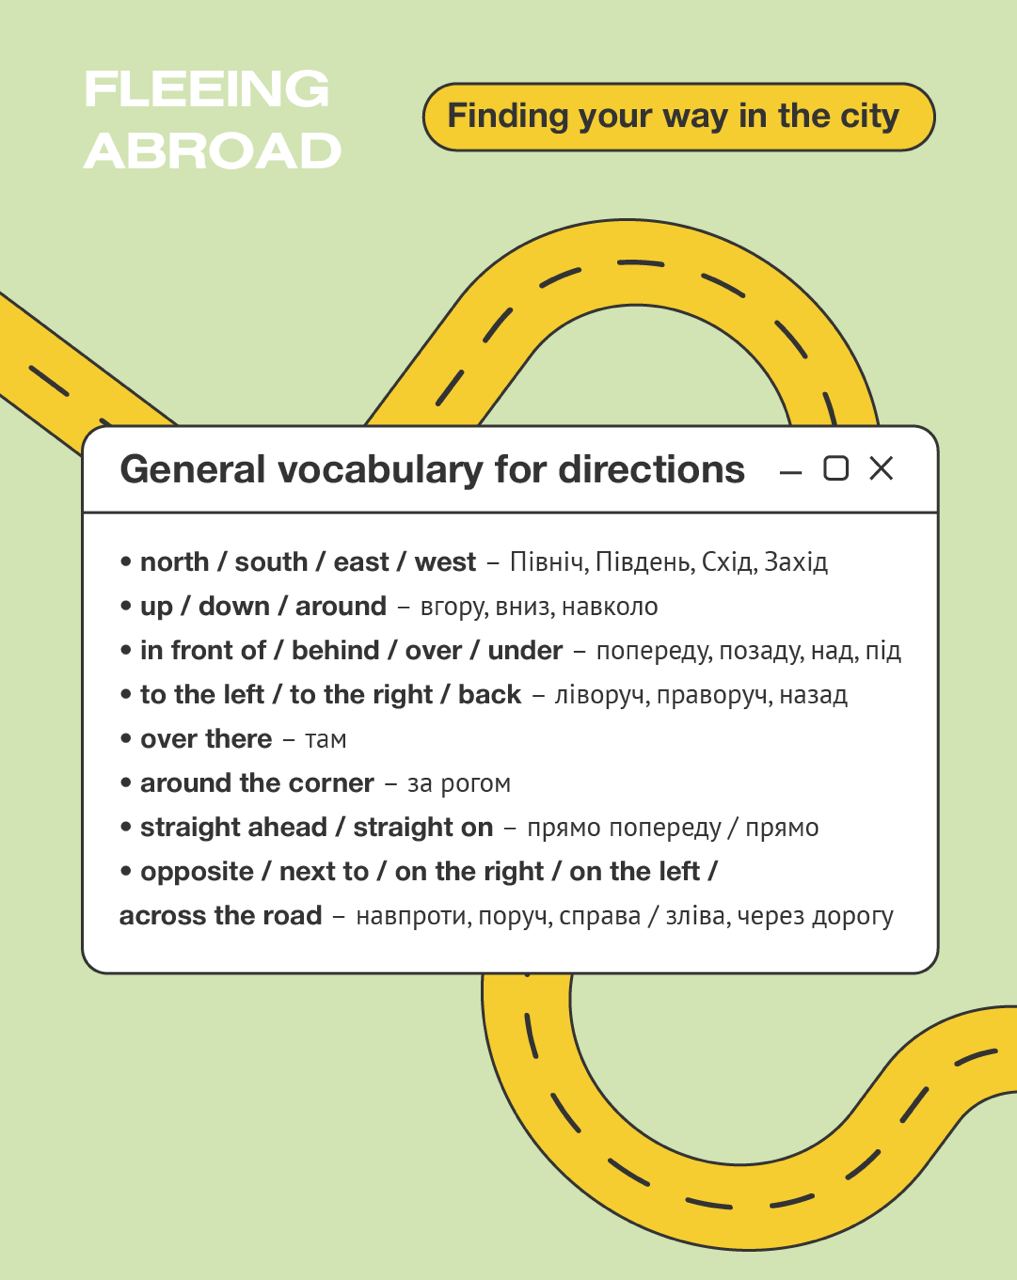 FLEEING
ABROAD
Finding your way in the city
General vocabulary for directions
• north / south / east / west – Північ, Південь, Схід, Захід
• up / down / around – вгору, вниз, навколо
• in front of / behind / over / under – попереду, позаду, над, під
• to the left / to the right / back – ліворуч, праворуч, назад
• over there – там
• around the corner – за рогом
• straight ahead / straight on – прямо попереду / прямо
• opposite / next to / on the right / on the left /
across the road – навпроти, поруч, справа / зліва, через дорогу